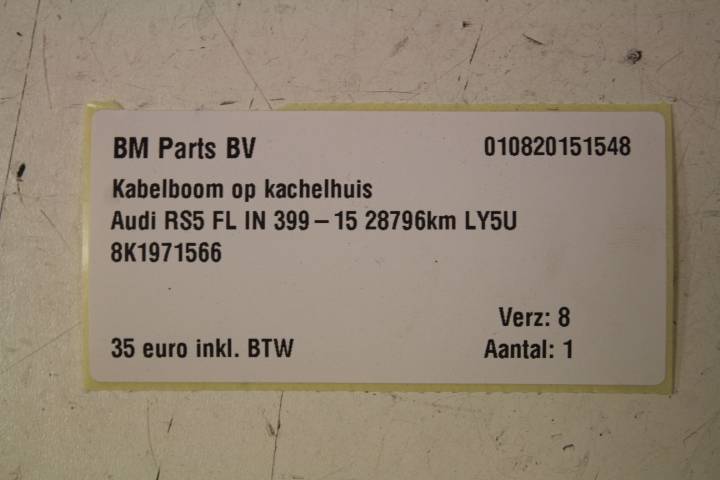 BM Parts BV 010820151548
Kabelboom op kachelhuis
Audi RS5 FL IN 399-15 28796km LY5U
8K1971566
Verz: 8
35 euro inkl. BTW Aantal: 1